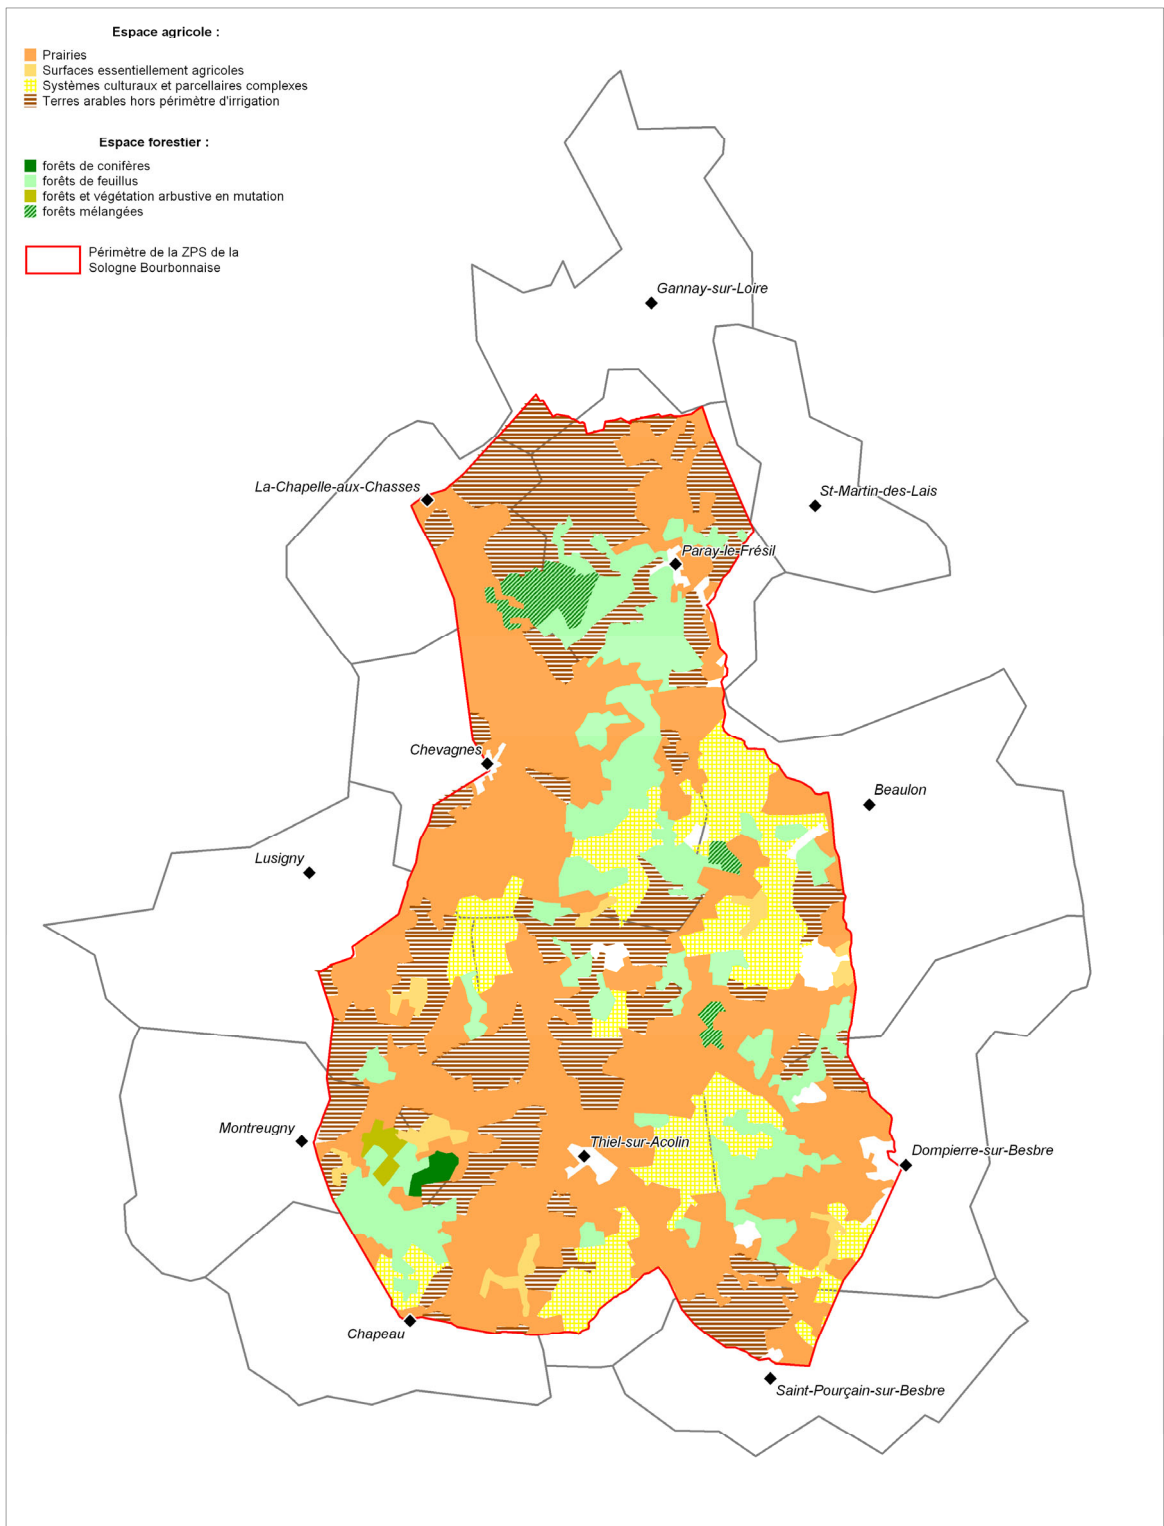 Espace agricole :
Prairies
Surfaces essentiellement agricoles
Systèmes culturaux et parcellaires complexes
Terres arables hors périmètre d'irrigation
Espace forestier :
forêts de conifères
forêts de feuillus
forêts et végétation arbustive en mutation
forêts mélangées
Périmètre de la ZPS de la
Sologne Bourbonnaise
Gannay-sur-Loire
La-Chapelle-aux-Chasses
St-Martin-des-Lais
Paray-le-Frésil
Chevagnes
Beaulon
Lusigny
Montreugny
Thiel-sur-Acolin
Dompierre-sur-Besbre
Chapeau
Saint-Pourçain-sur-Besbre